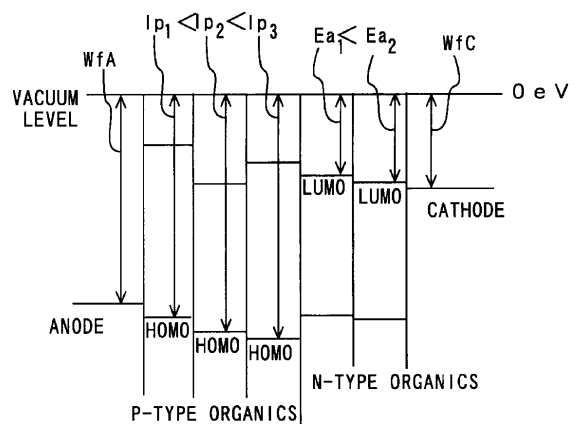 Ip1 < Ip2 < Ip3
Ea1 < Ea2
WfA
WfC
VACUUM
LEVEL
0 eV
LUMO
LUMO
CATHODE
ANODE
HOMO
HOMO
HOMO
N-TYPE ORGANICS
P-TYPE ORGANICS